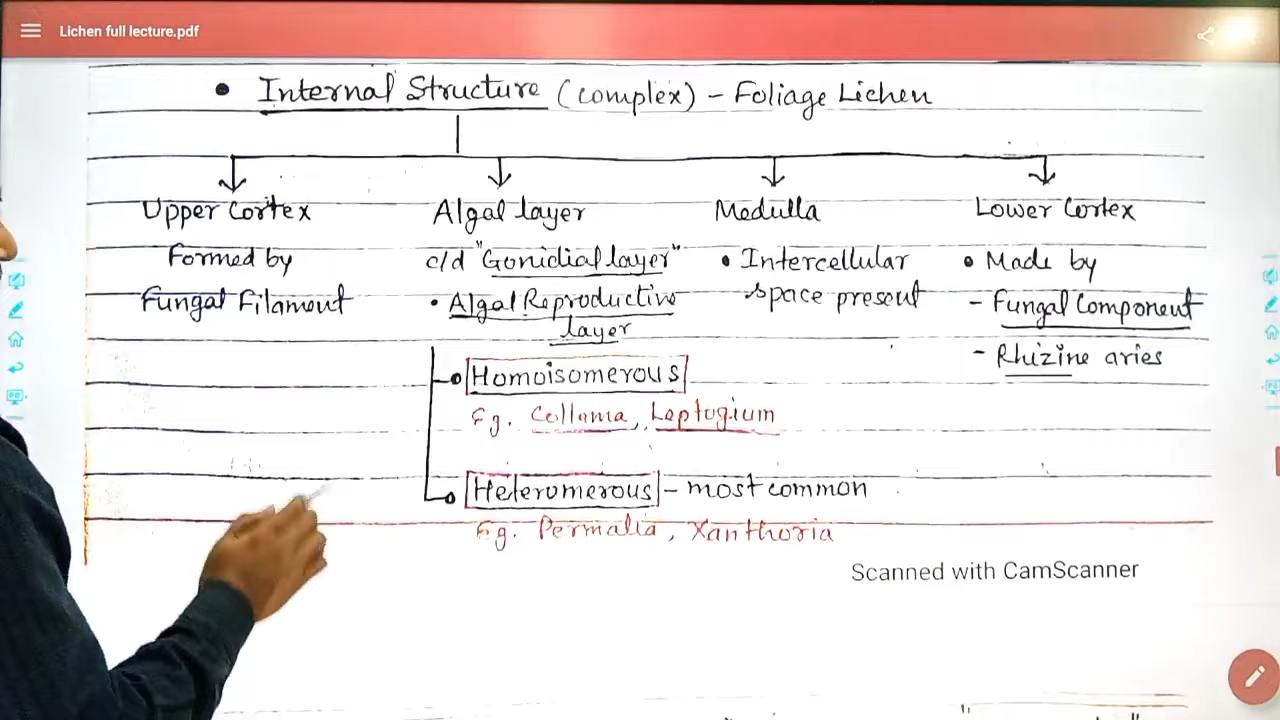 Lichen full lecture.pdf
• Internal Structure (complex) – Foliage Lichen
Upper Cortex
Formed by
Fungal Filament
Algal layer
c/d "Gonidial layer"
• Algal Reproductive
layer
Homoisomerous
Eg. Collama, Leptogium
Heteromerous – most common
Eg. Permalia, Xanthoria
Medulla
• Intercellular
space present
Lower Cortex
• Made by
– Fungal Component
– Rhizine aries
Scanned with CamScanner